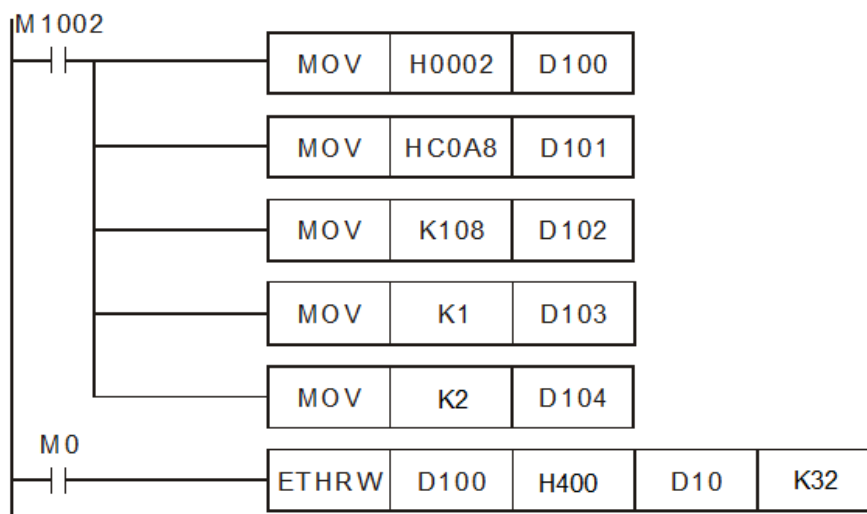 M1002
MOV H0002 D100
MOV HC0A8 D101
MOV K108 D102
MOV K1 D103
MOV K2 D104
M0
ETHRW D100 H400 D10 K32